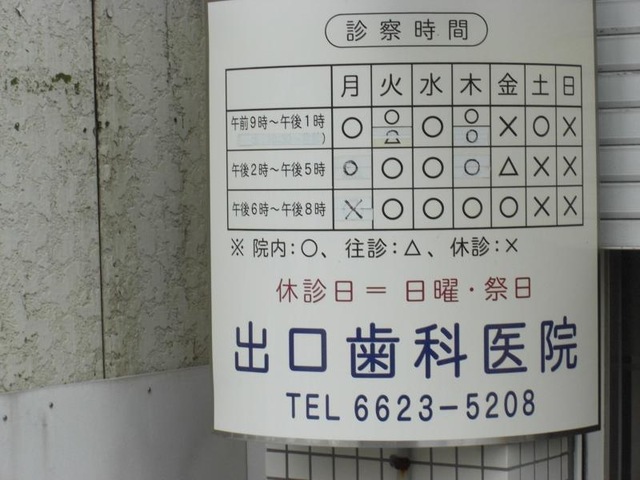 診察時間
月 火 水 木 金 土 日
午前9時〜午後1時 ○ ○ ○ ○ × ○ ×
) △ ○
午後2時〜午後5時 ○ ○ ○ ○ △ × ×
午後6時〜午後8時 × ○ ○ ○ ○ × ×
※ 院内:○、往診:△、休診:×
休診日=日曜・祭日
出口歯科医院
TEL 6623-5208